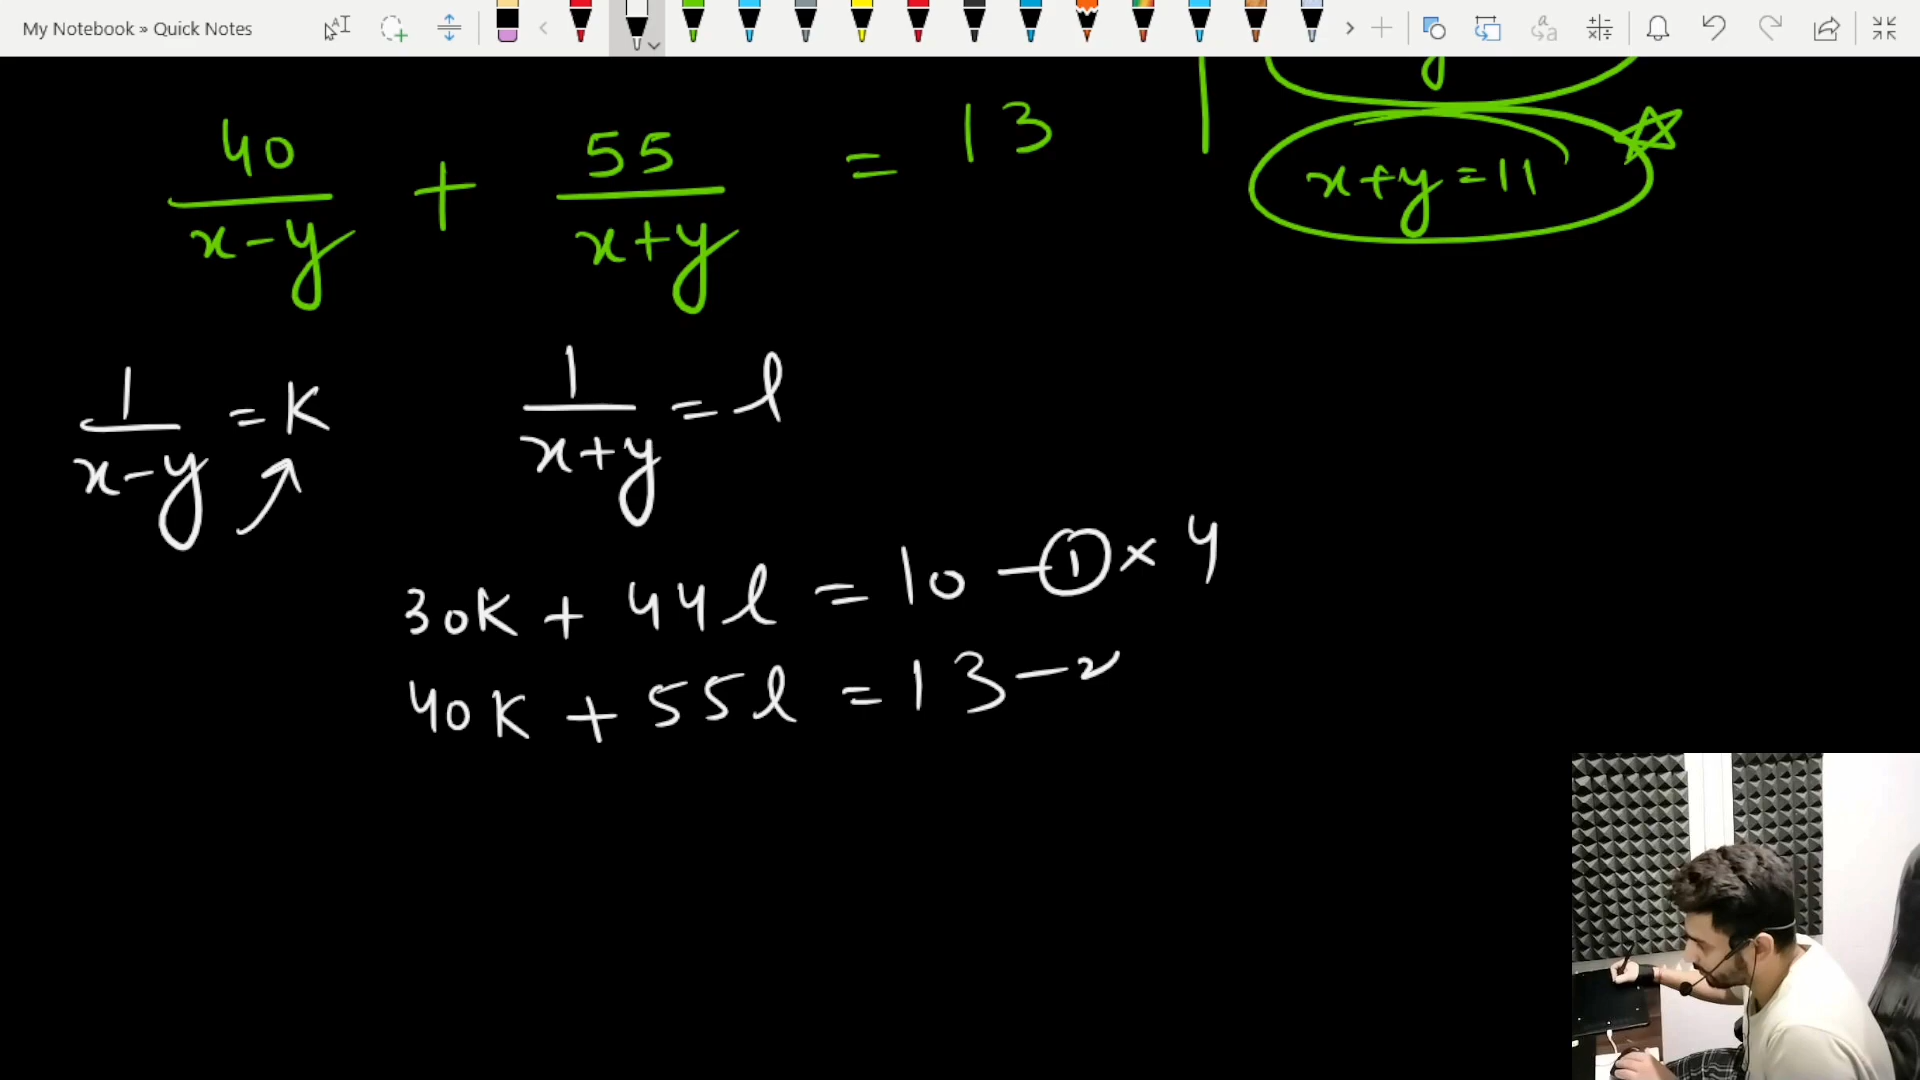 My Notebook » Quick Notes
40/(x-y) + 55/(x+y) = 13
x+y=11
1/(x-y) = K
1/(x+y) = l
30K + 44l = 10 - ① × 4
40K + 55l = 13 - 2